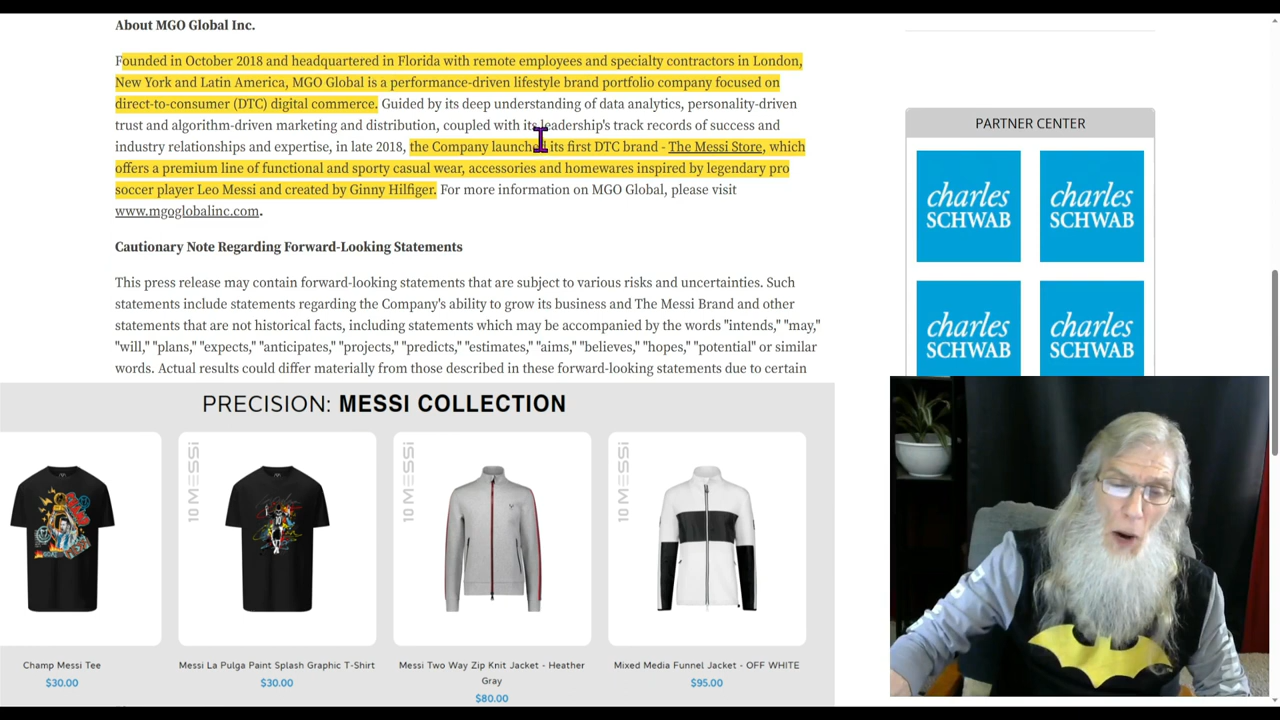 About MGO Global Inc.
Founded in October 2018 and headquartered in Florida with remote employees and specialty contractors in London,
New York and Latin America, MGO Global is a performance-driven lifestyle brand portfolio company focused on
direct-to-consumer (DTC) digital commerce. Guided by its deep understanding of data analytics, personality-driven
trust and algorithm-driven marketing and distribution, coupled with its leadership's track records of success and
industry relationships and expertise, in late 2018, the Company launched its first DTC brand - The Messi Store, which
offers a premium line of functional and sporty casual wear, accessories and homewares inspired by legendary pro
soccer player Leo Messi and created by Ginny Hilfiger. For more information on MGO Global, please visit
www.mgoglobalinc.com.
Cautionary Note Regarding Forward-Looking Statements
This press release may contain forward-looking statements that are subject to various risks and uncertainties. Such
statements include statements regarding the Company's ability to grow its business and The Messi Brand and other
statements that are not historical facts, including statements which may be accompanied by the words "intends," "may,"
"will," "plans," "expects," "anticipates," "projects," "predicts," "estimates," "aims," "believes," "hopes," "potential" or similar
words. Actual results could differ materially from those described in these forward-looking statements due to certain
PARTNER CENTER
charles
SCHWAB
charles
SCHWAB
charles
SCHWAB
charles
SCHWAB
PRECISION: MESSI COLLECTION
10 MESSI
10 MESSI
10 MESSI
Champ Messi Tee
$30.00
Messi La Pulga Paint Splash Graphic T-Shirt
$30.00
Messi Two Way Zip Knit Jacket - Heather
Gray
$80.00
Mixed Media Funnel Jacket - OFF WHITE
$95.00